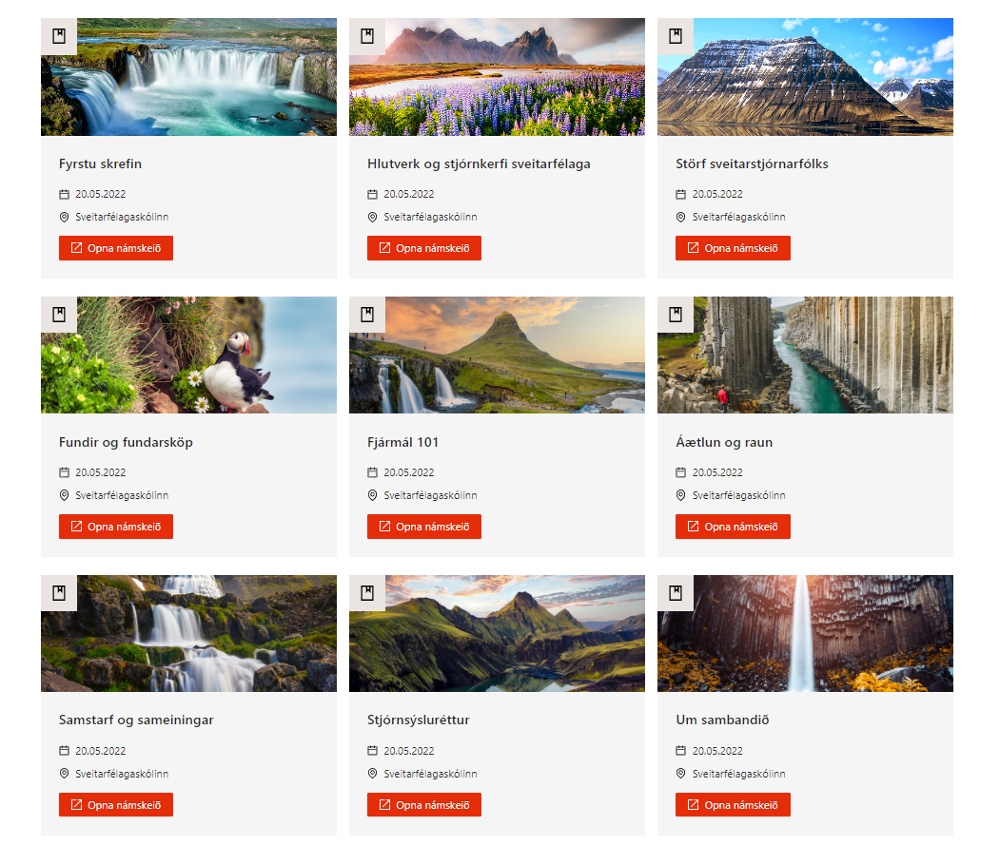 Fyrstu skrefin
20.05.2022
Sveitarfélagaskólinn
Opna námskeið
Hlutverk og stjórnkerfi sveitarfélaga
20.05.2022
Sveitarfélagaskólinn
Opna námskeið
Störf sveitarstjórnarfólks
20.05.2022
Sveitarfélagaskólinn
Opna námskeið
Fundir og fundarsköp
20.05.2022
Sveitarfélagaskólinn
Opna námskeið
Fjármál 101
20.05.2022
Sveitarfélagaskólinn
Opna námskeið
Áætlun og raun
20.05.2022
Sveitarfélagaskólinn
Opna námskeið
Samstarf og sameiningar
20.05.2022
Sveitarfélagaskólinn
Opna námskeið
Stjórnsýsluréttur
20.05.2022
Sveitarfélagaskólinn
Opna námskeið
Um sambandið
20.05.2022
Sveitarfélagaskólinn
Opna námskeið